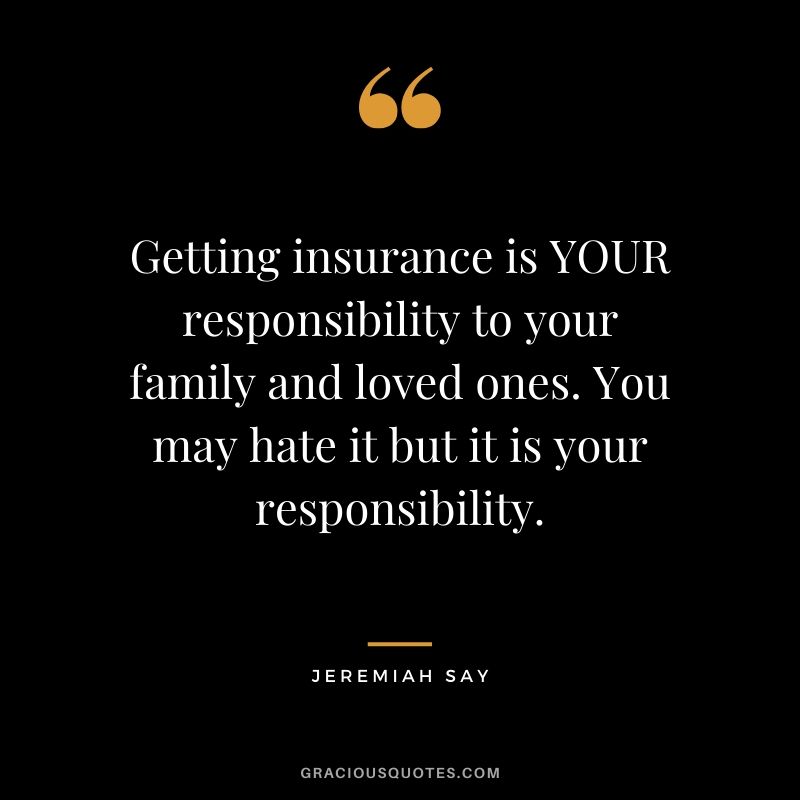 “
Getting insurance is YOUR
responsibility to your
family and loved ones. You
may hate it but it is your
responsibility.
JEREMIAH SAY
GRACIOUSQUOTES.COM